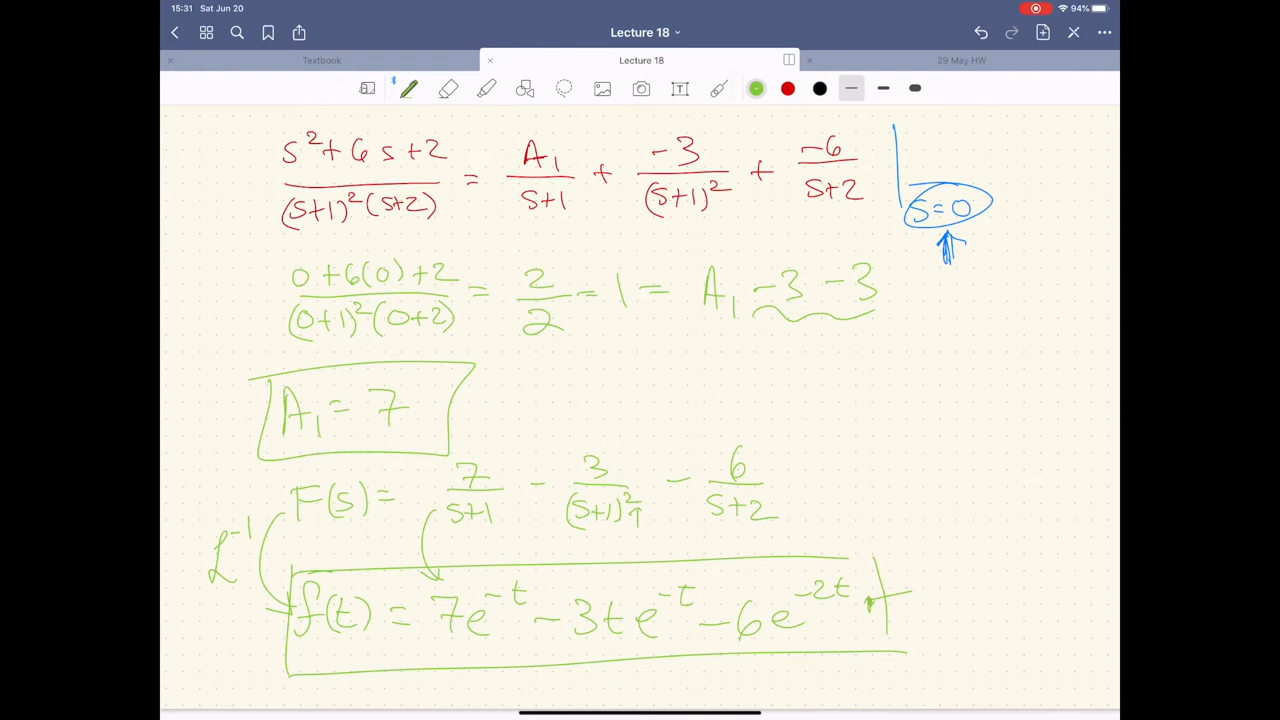 15:31 Sat Jun 20
94%
Lecture 18
Textbook
Lecture 18
29 May HW
T
(s²+6s+2)/((s+1)²(s+2)) = A₁/(s+1) + -3/(s+1)² + -6/(s+2)
s=0
(0+6(0)+2)/((0+1)²(0+2)) = 2/2 = 1 = A₁ -3 -3
A₁ = 7
F(s) = 7/(s+1) - 3/(s+1)² - 6/(s+2)
ℒ⁻¹
f(t) = 7e^(-t) - 3te^(-t) - 6e^(-2t)